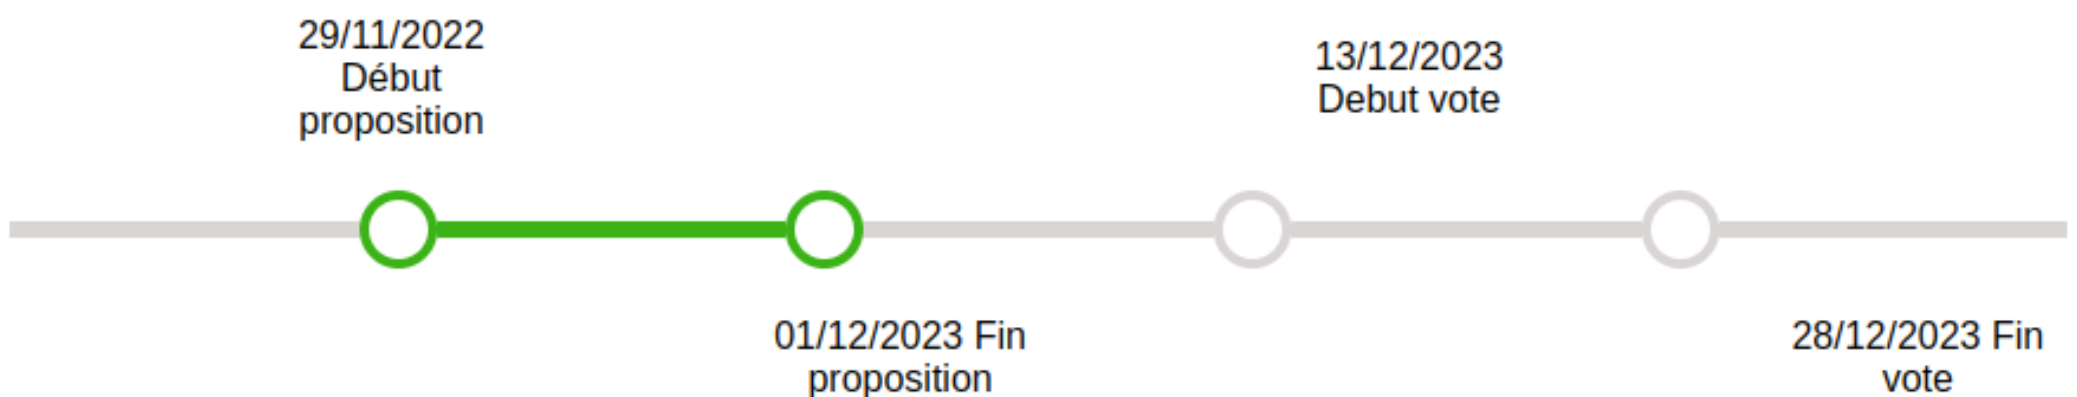 29/11/2022
Début
proposition
01/12/2023 Fin
proposition
13/12/2023
Debut vote
28/12/2023 Fin
vote